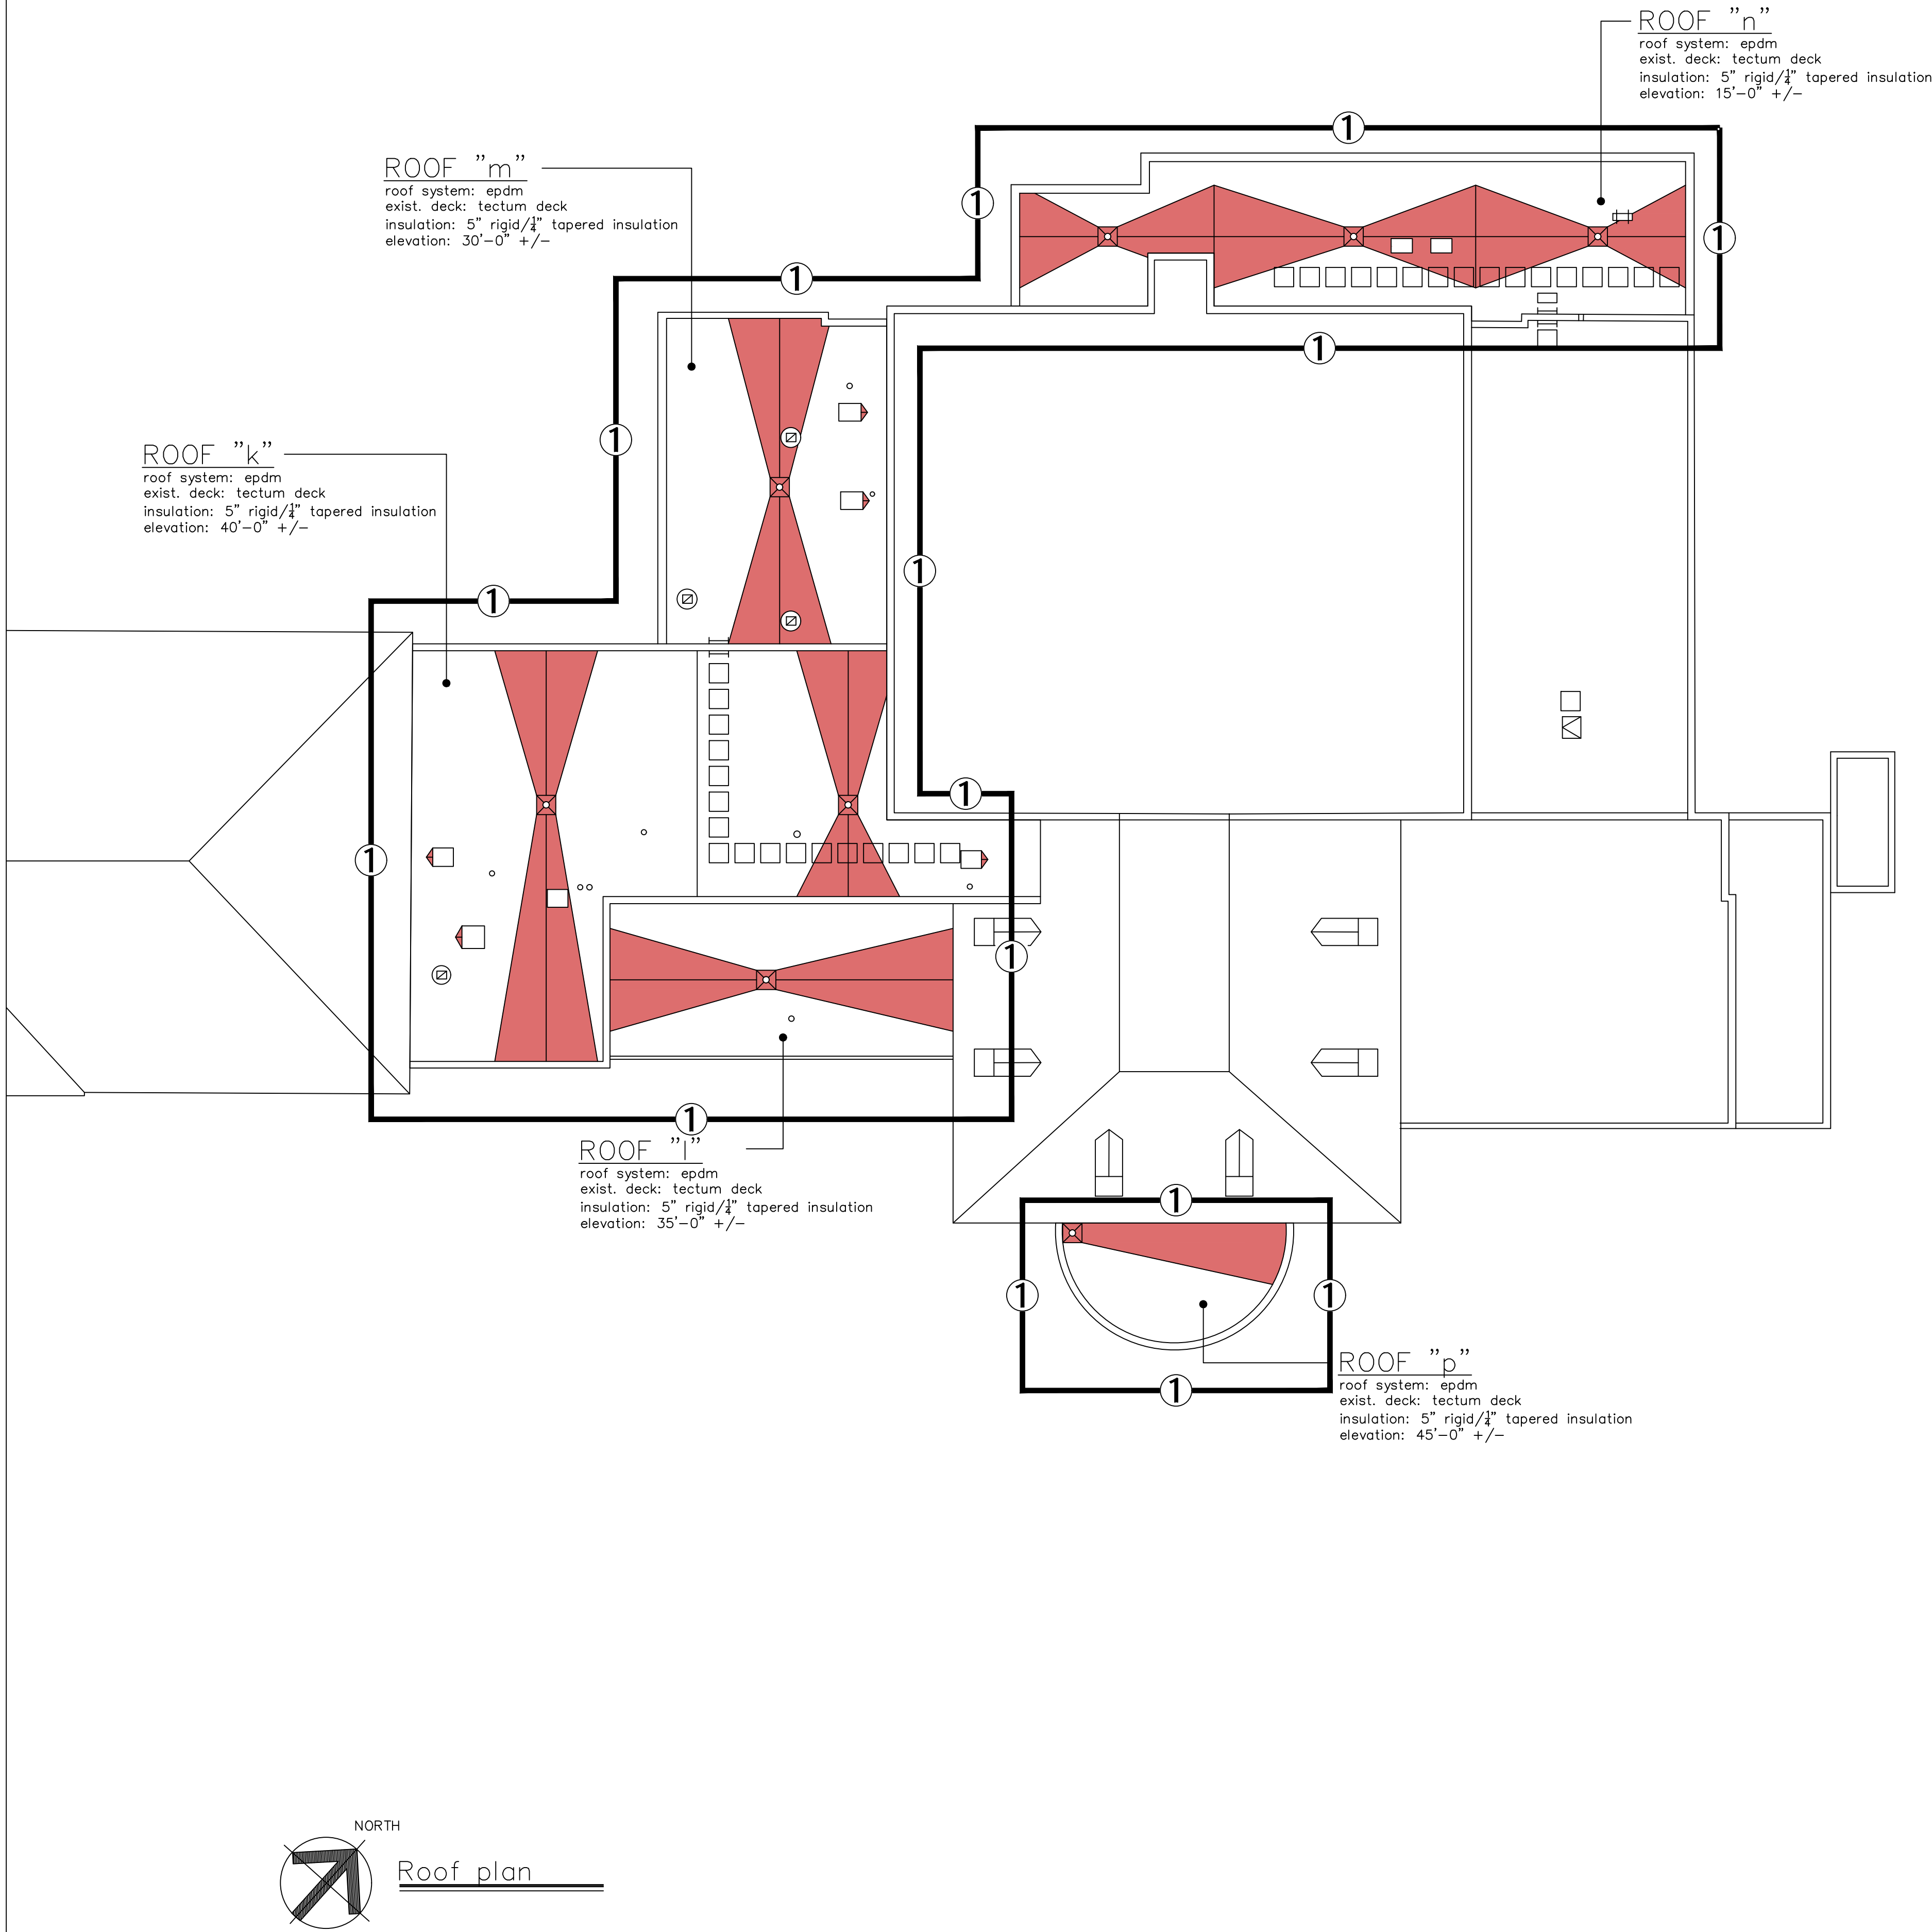 ROOF "n"
roof system: epdm
exist. deck: tectum deck
insulation: 5" rigid/¼" tapered insulation
elevation: 15'-0" +/-
1
ROOF "m"
roof system: epdm
exist. deck: tectum deck
insulation: 5" rigid/¼" tapered insulation
elevation: 30'-0" +/-
1
1
1
1
1
ROOF "k"
roof system: epdm
exist. deck: tectum deck
insulation: 5" rigid/¼" tapered insulation
elevation: 40'-0" +/-
1
1
1
1
1
1
ROOF "l"
roof system: epdm
exist. deck: tectum deck
insulation: 5" rigid/¼" tapered insulation
elevation: 35'-0" +/-
1
1
1
1
ROOF "p"
roof system: epdm
exist. deck: tectum deck
insulation: 5" rigid/¼" tapered insulation
elevation: 45'-0" +/-
1
NORTH
Roof plan